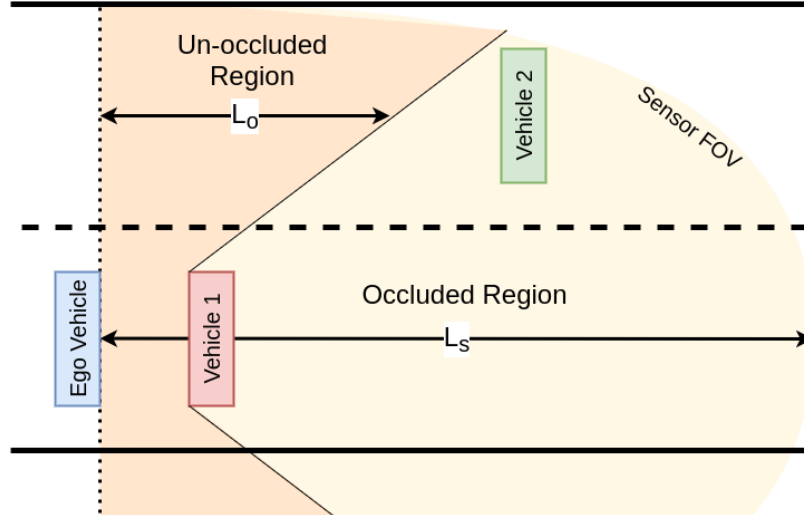 Un-occluded
Region
Lo
Vehicle 2
Sensor FOV
Ego Vehicle
Vehicle 1
Occluded Region
Ls